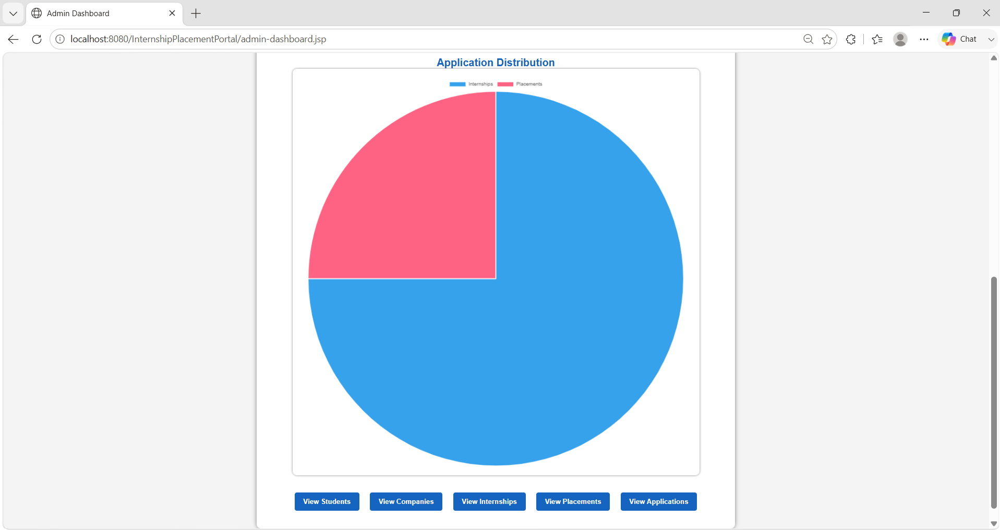 Admin Dashboard
localhost:8080/InternshipPlacementPortal/admin-dashboard.jsp
Chat
Application Distribution
Internships Placements
View Students View Companies View Internships View Placements View Applications